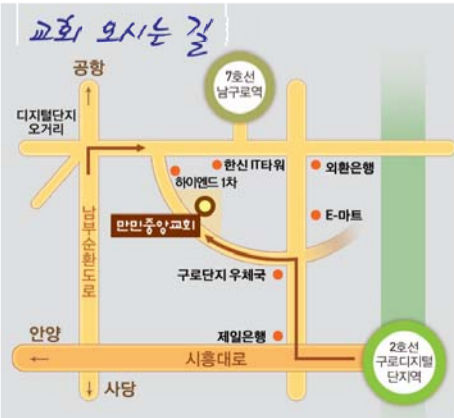 교회 오시는 길
공항
7호선
남구로역
디지털단지
오거리
한신 IT타워
외환은행
하이엔드 1차
E-마트
만민중앙교회
남부순환도로
구로단지 우체국
제일은행
안양
시흥대로
2호선
구로디지털
단지역
사당